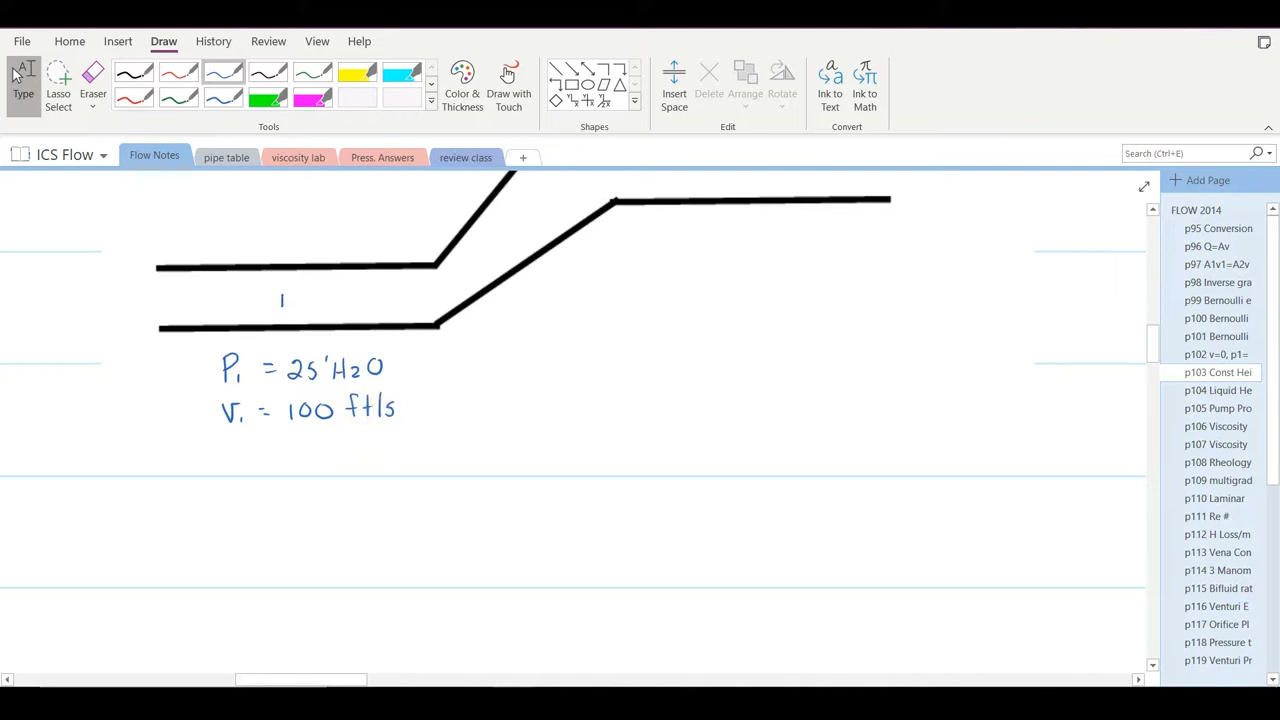 File Home Insert Draw History Review View Help
Type
Lasso Select
Eraser
Color & Thickness
Draw with Touch
Insert Space
Delete
Arrange
Rotate
Ink to Text
Ink to Math
Tools
Shapes
Edit
Convert
ICS Flow
Flow Notes
pipe table
viscosity lab
Press. Answers
review class
Search (Ctrl+E)
Add Page
FLOW 2014
p95 Conversion
p96 Q=Av
p97 A1v1=A2v
p98 Inverse gra
p99 Bernoulli e
p100 Bernoulli
p101 Bernoulli
p102 v=0, p1=
p103 Const Hei
p104 Liquid He
p105 Pump Pro
p106 Viscosity
p107 Viscosity
p108 Rheology
p109 multigrad
p110 Laminar
p111 Re #
p112 H Loss/m
p113 Vena Con
p114 3 Manom
p115 Bifluid rat
p116 Venturi E
p117 Orifice Pl
p118 Pressure t
p119 Venturi Pr
1
P₁ = 25'H₂O
V₁ = 100 ft/s